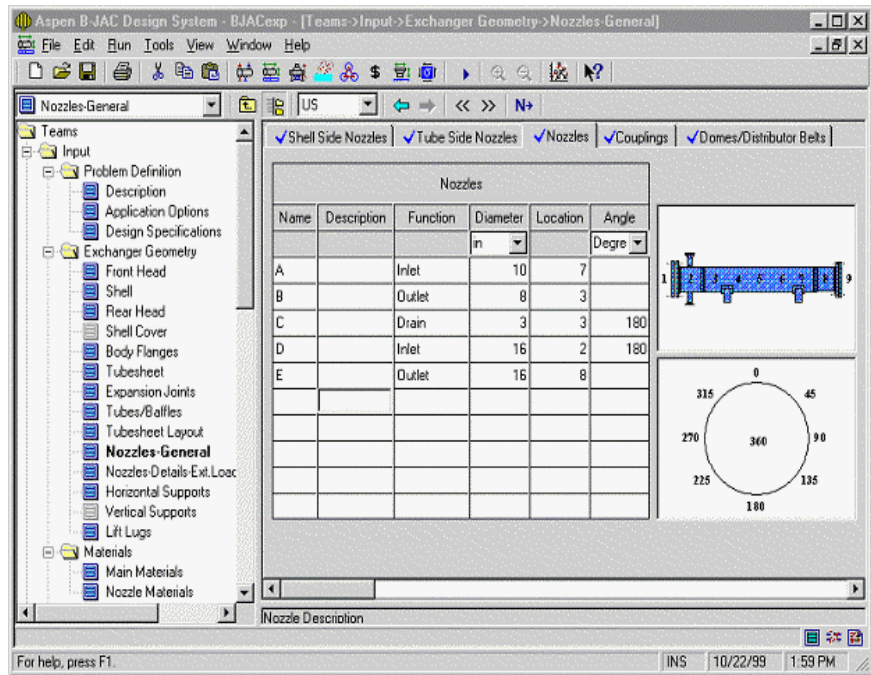 Aspen B-JAC Design System - BJACexp - [Teams->Input->Exchanger Geometry->Nozzles-General]
File Edit Run Tools View Window Help
Nozzles-General US N
Teams
Input
Problem Definition
Description
Application Options
Design Specifications
Exchanger Geometry
Front Head
Shell
Rear Head
Shell Cover
Body Flanges
Tubesheet
Expansion Joints
Tubes/Baffles
Tubesheet Layout
Nozzles-General
Nozzles-Details-Ext.Loac
Horizontal Supports
Vertical Supports
Lift Lugs
Materials
Main Materials
Nozzle Materials
Shell Side Nozzles Tube Side Nozzles Nozzles Couplings Domes/Distributor Belts
Nozzles
Name Description Function Diameter Location Angle
in Degre
A Inlet 10 7
B Outlet 8 3
C Drain 3 3 180
D Inlet 16 2 180
E Outlet 16 8
1 2 3 4 5 6 7 8 9
0
315 45
270 360 90
225 135
180
Nozzle Description
For help, press F1. INS 10/22/99 1:59 PM